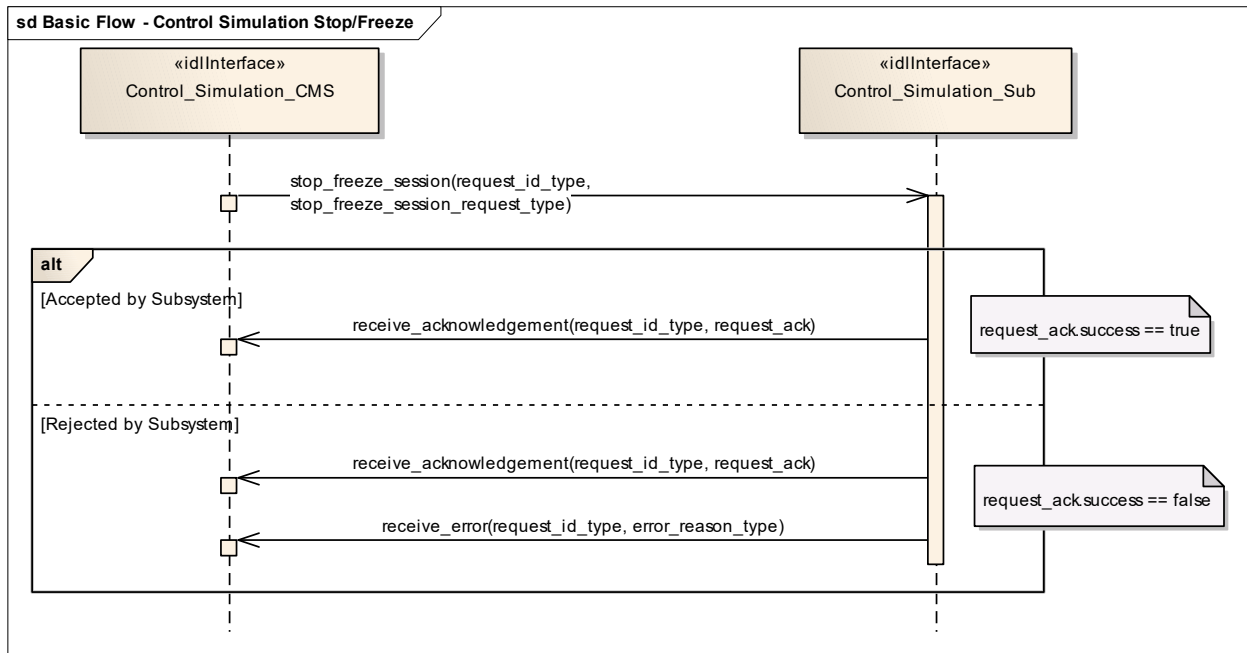 sd Basic Flow - Control Simulation Stop/Freeze
«idlInterface»
Control_Simulation_CMS
«idlInterface»
Control_Simulation_Sub
stop_freeze_session(request_id_type,
stop_freeze_session_request_type)
alt
[Accepted by Subsystem]
receive_acknowledgement(request_id_type, request_ack)
request_ack.success == true
[Rejected by Subsystem]
receive_acknowledgement(request_id_type, request_ack)
request_ack.success == false
receive_error(request_id_type, error_reason_type)